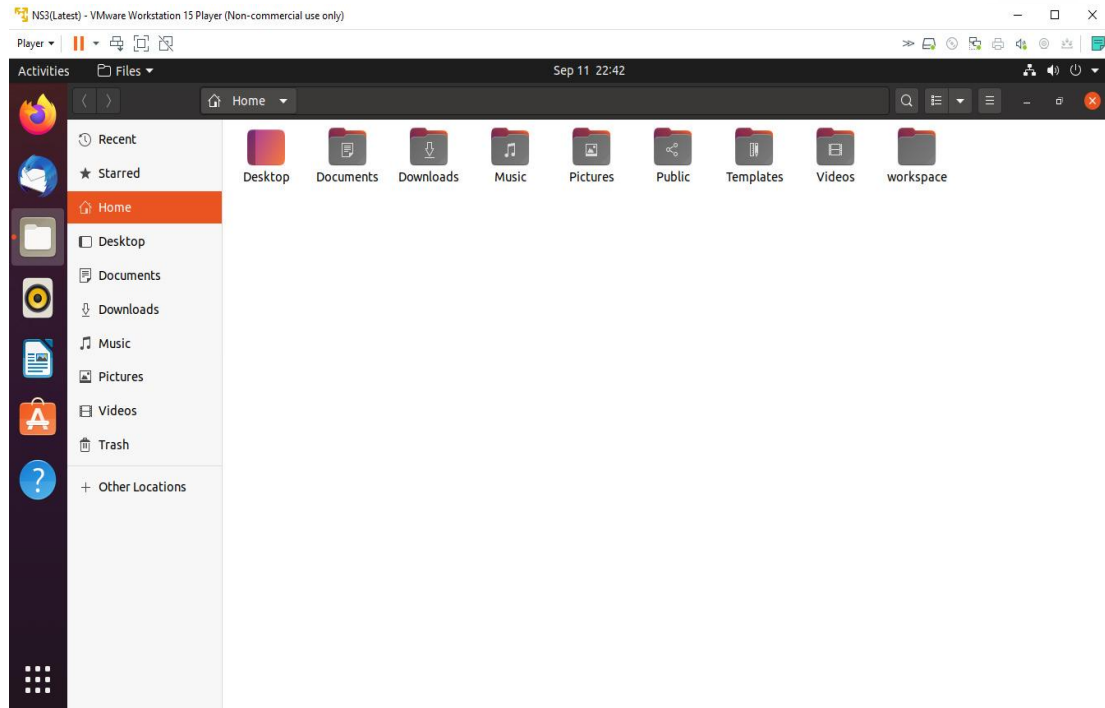 NS3(Latest) - VMware Workstation 15 Player (Non-commercial use only)
Player
Activities Files Sep 11 22:42
Home
Recent
Starred
Home
Desktop
Documents
Downloads
Music
Pictures
Videos
Trash
+ Other Locations
Desktop Documents Downloads Music Pictures Public Templates Videos workspace